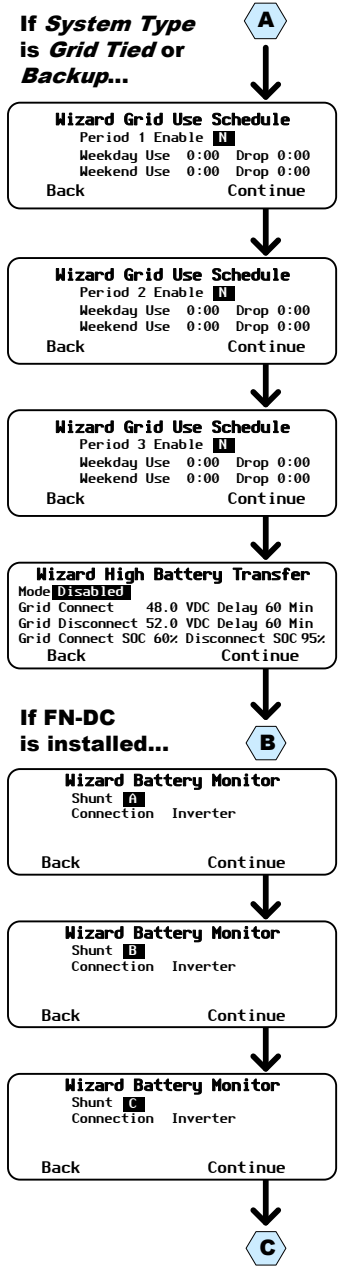 If System Type
is Grid Tied or
Backup...
A
Wizard Grid Use Schedule
Period 1 Enable N
Weekday Use 0:00 Drop 0:00
Weekend Use 0:00 Drop 0:00
Back Continue
Wizard Grid Use Schedule
Period 2 Enable N
Weekday Use 0:00 Drop 0:00
Weekend Use 0:00 Drop 0:00
Back Continue
Wizard Grid Use Schedule
Period 3 Enable N
Weekday Use 0:00 Drop 0:00
Weekend Use 0:00 Drop 0:00
Back Continue
Wizard High Battery Transfer
Mode Disabled
Grid Connect 48.0 VDC Delay 60 Min
Grid Disconnect 52.0 VDC Delay 60 Min
Grid Connect SOC 60% Disconnect SOC 95%
Back Continue
If FN-DC
is installed...
B
Wizard Battery Monitor
Shunt A
Connection Inverter
Back Continue
Wizard Battery Monitor
Shunt B
Connection Inverter
Back Continue
Wizard Battery Monitor
Shunt C
Connection Inverter
Back Continue
C